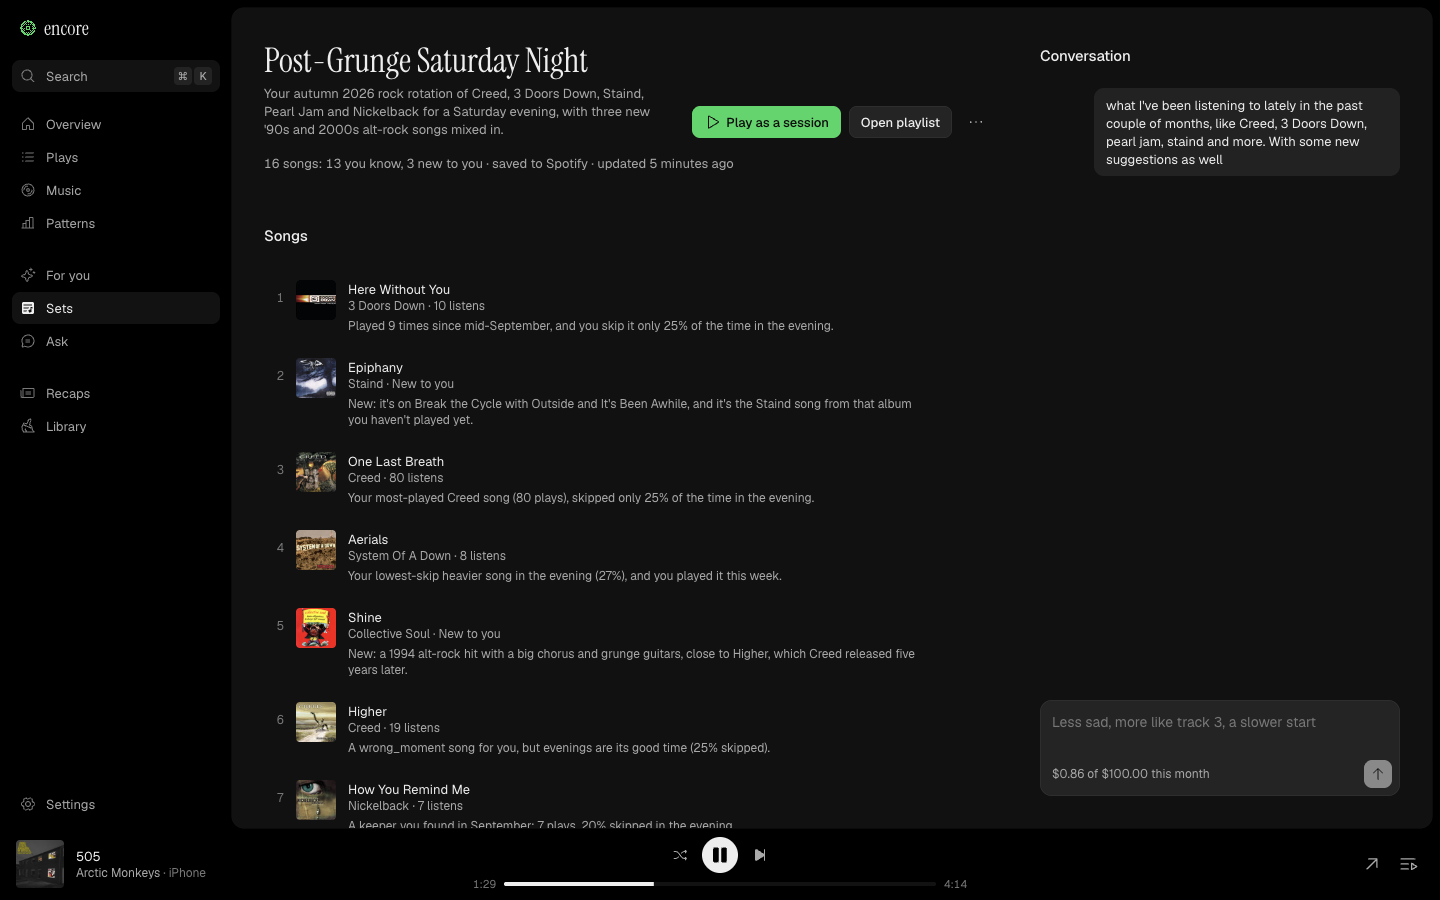 encore
Search
⌘ K
Overview
Plays
Music
Patterns
For you
Sets
Ask
Recaps
Library
Settings
Post-Grunge Saturday Night
Your autumn 2026 rock rotation of Creed, 3 Doors Down, Staind,
Pearl Jam and Nickelback for a Saturday evening, with three new
'90s and 2000s alt-rock songs mixed in.
Play as a session
Open playlist
16 songs: 13 you know, 3 new to you · saved to Spotify · updated 5 minutes ago
Songs
1
Here Without You
3 Doors Down · 10 listens
Played 9 times since mid-September, and you skip it only 25% of the time in the evening.
2
Epiphany
Staind · New to you
New: it's on Break the Cycle with Outside and It's Been Awhile, and it's the Staind song from that album
you haven't played yet.
3
One Last Breath
Creed · 80 listens
Your most-played Creed song (80 plays), skipped only 25% of the time in the evening.
4
Aerials
System Of A Down · 8 listens
Your lowest-skip heavier song in the evening (27%), and you played it this week.
5
Shine
Collective Soul · New to you
New: a 1994 alt-rock hit with a big chorus and grunge guitars, close to Higher, which Creed released five
years later.
6
Higher
Creed · 19 listens
A wrong_moment song for you, but evenings are its good time (25% skipped).
7
How You Remind Me
Nickelback · 7 listens
A keeper you found in September: 7 plays, 20% skipped in the evening.
Conversation
what I've been listening to lately in the past
couple of months, like Creed, 3 Doors Down,
pearl jam, staind and more. With some new
suggestions as well
Less sad, more like track 3, a slower start
$0.86 of $100.00 this month
505
Arctic Monkeys · iPhone
1:29
4:14